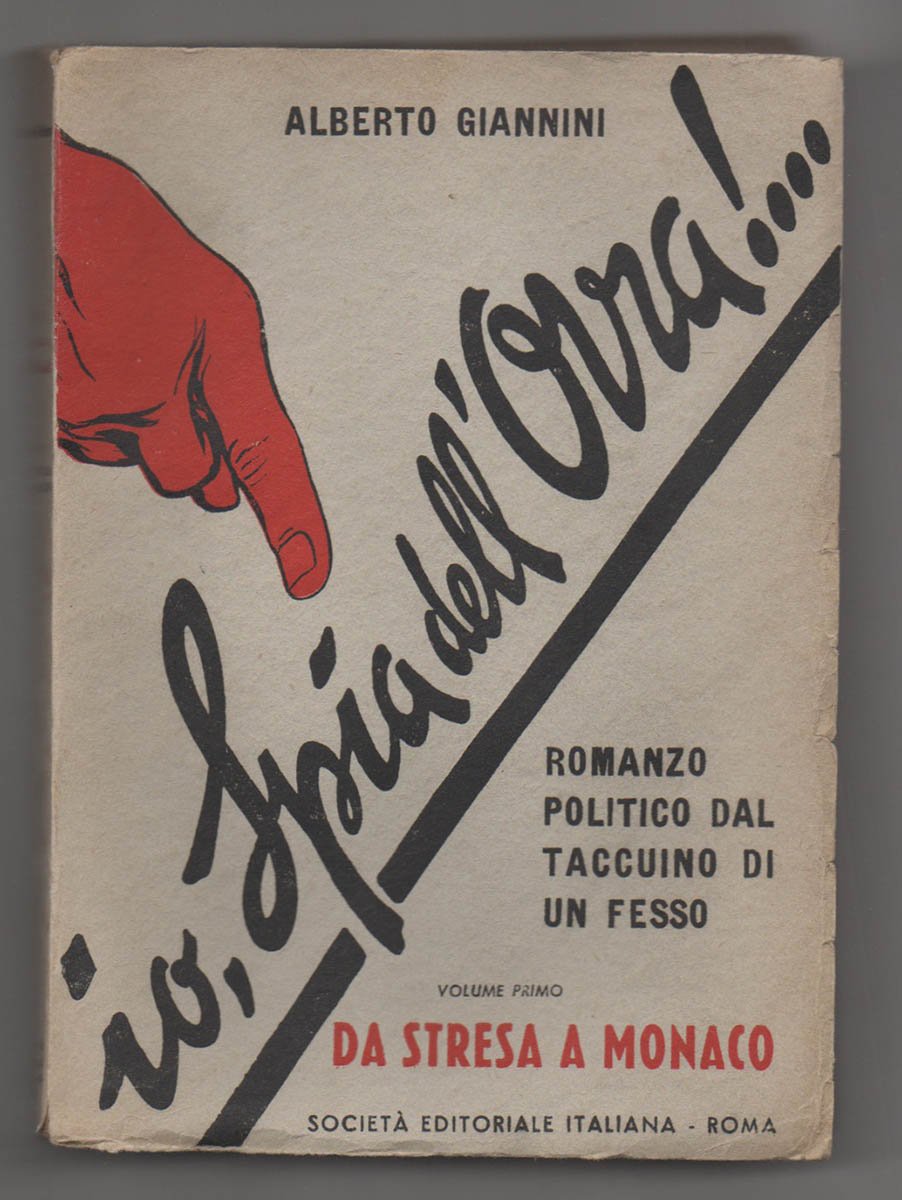 ALBERTO GIANNINI
io, Spia dell'Ovra!...
ROMANZO
POLITICO DAL
TACCUINO DI
UN FESSO
VOLUME PRIMO
DA STRESA A MONACO
SOCIETÀ EDITORIALE ITALIANA - ROMA